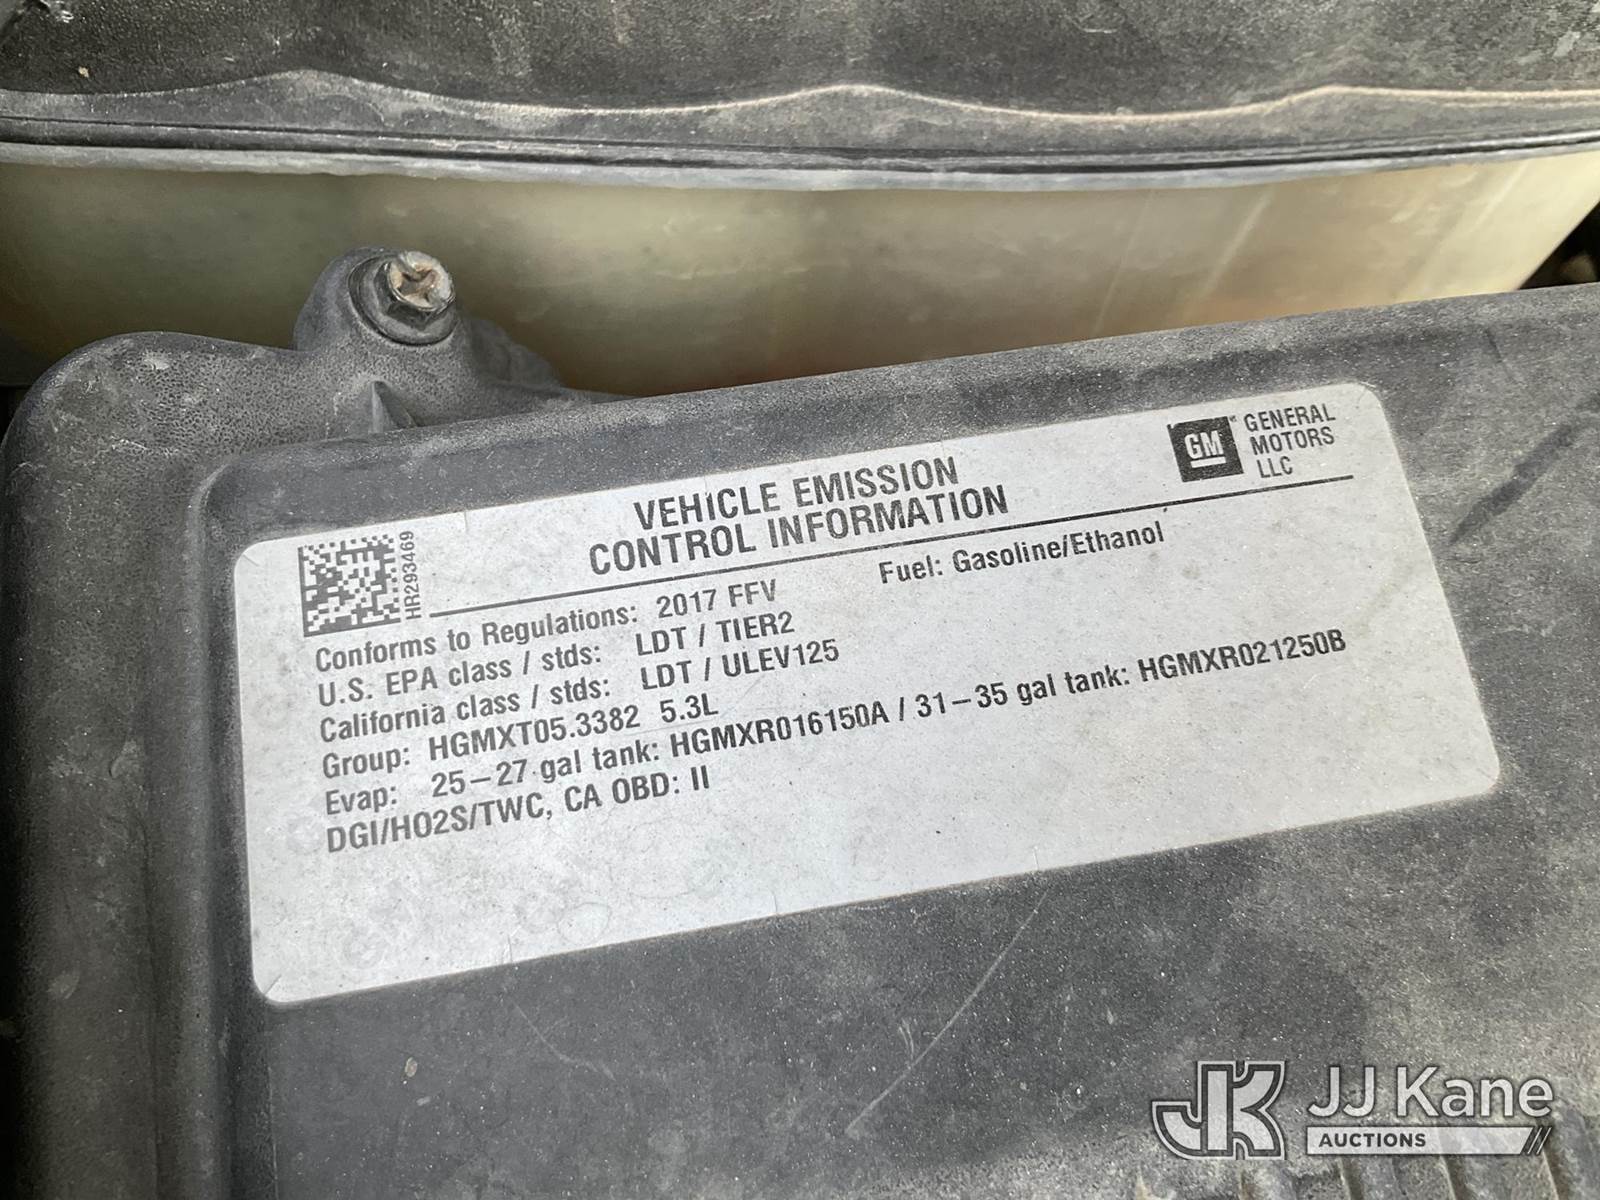 GM GENERAL
MOTORS
LLC
VEHICLE EMISSION
CONTROL INFORMATION
HR293469
Conforms to Regulations: 2017 FFV Fuel: Gasoline/Ethanol
U.S. EPA class / stds: LDT / TIER2
California class / stds: LDT / ULEV125
Group: HGMXT05.3382 5.3L
Evap: 25–27 gal tank: HGMXR016150A / 31–35 gal tank: HGMXR021250B
DGI/HO2S/TWC, CA OBD: II
JK JJ Kane
AUCTIONS